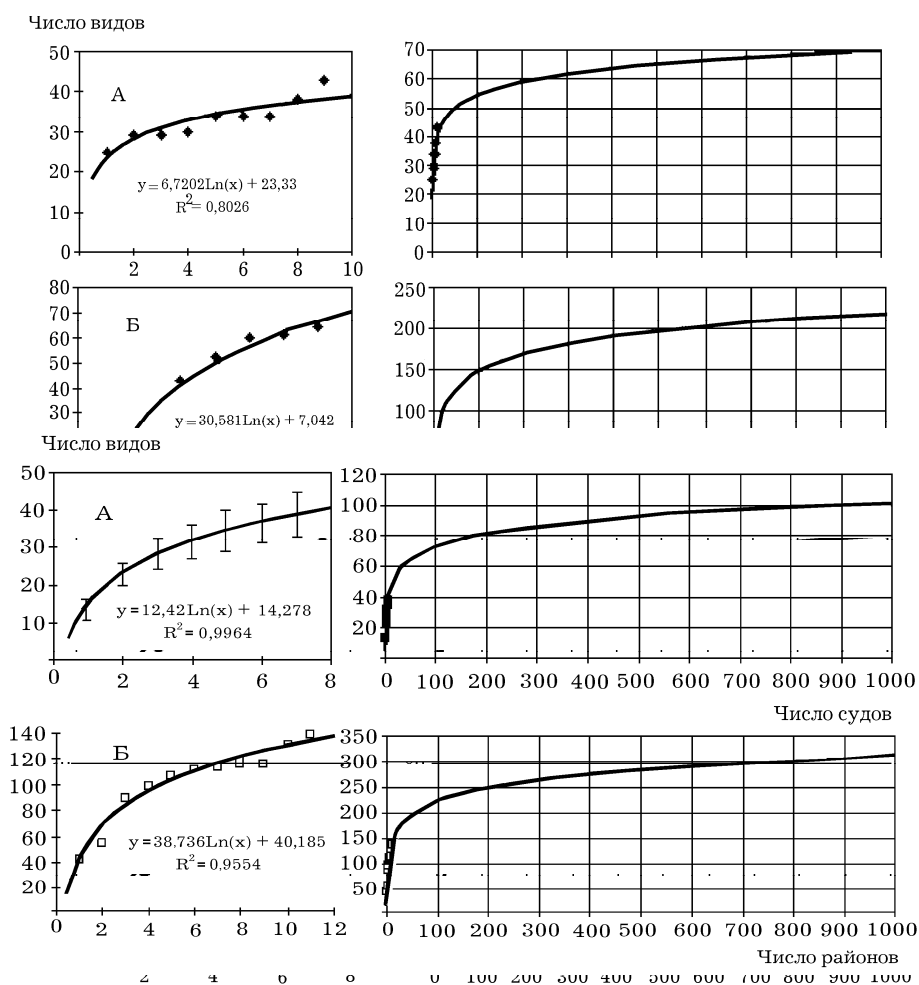 Число видов
50
40
30
20
10
0
А
y=6,7202Ln(x)+23,33
R²=0,8026
2 4 6 8 10
70
60
50
40
30
20
10
0
80
70
60
50
40
30
Б
y=30,581Ln(x)+7,042
250
200
150
100
Число видов
50
40
30
20
10
А
y=12,42Ln(x)+14,278
R²=0,9964
0 2 4 6 8
120
100
80
60
40
20
0 100 200 300 400 500 600 700 800 900 1000
Число судов
140
120
100
80
60
40
20
Б
y=38,736Ln(x)+40,185
R²=0,9554
0 2 4 6 8 10 12
350
300
250
200
150
100
50
0 100 200 300 400 500 600 700 800 900 1000
Число районов
2 4 6 8 0 100 200 300 400 500 600 700 800 900 1000